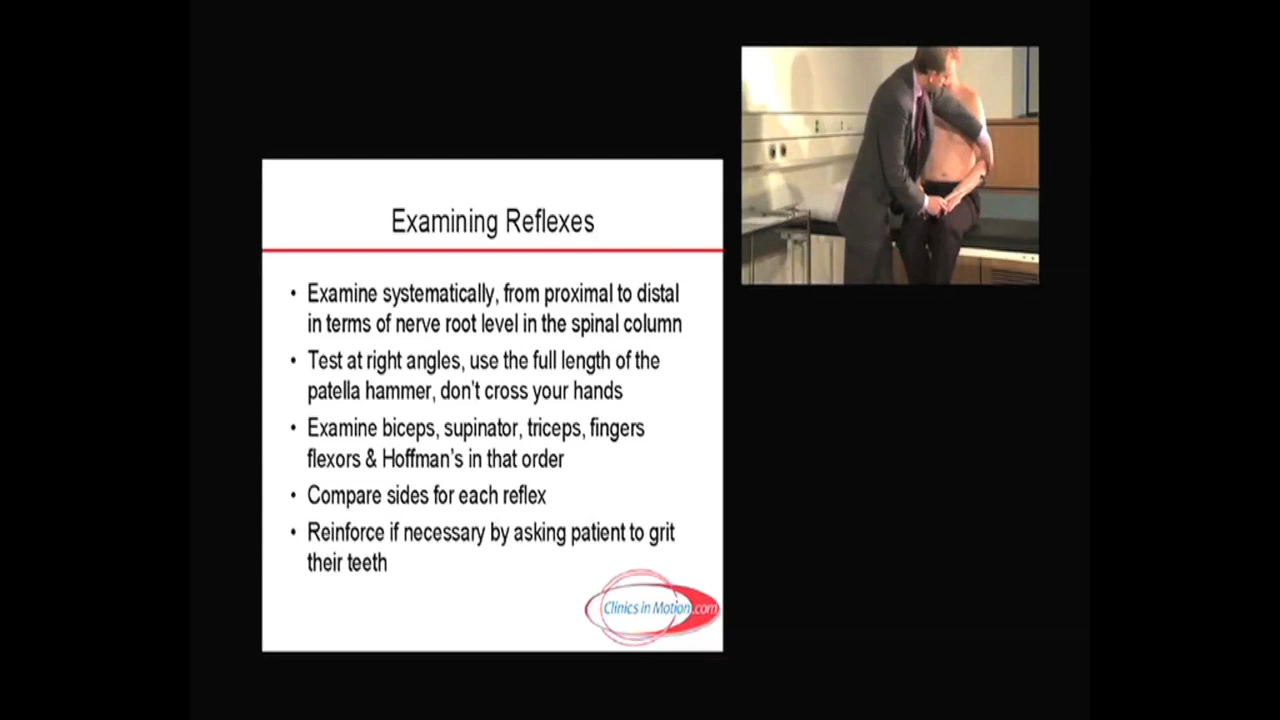 Examining Reflexes
• Examine systematically, from proximal to distal
in terms of nerve root level in the spinal column
• Test at right angles, use the full length of the
patella hammer, don't cross your hands
• Examine biceps, supinator, triceps, fingers
flexors & Hoffman's in that order
• Compare sides for each reflex
• Reinforce if necessary by asking patient to grit
their teeth
Clinics in Motion.com